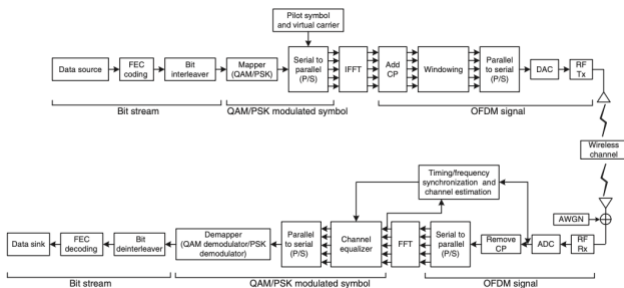 Pilot symbol
and virtual carrier
Data source
FEC
coding
Bit
interleaver
Mapper
(QAM/PSK)
Serial to
parallel
(P/S)
IFFT
Add
CP
Windowing
Parallel
to serial
(P/S)
DAC
RF
Tx
Bit stream
QAM/PSK modulated symbol
OFDM signal
Wireless
channel
Timing/frequency
synchronization and
channel estimation
AWGN
Data sink
FEC
decoding
Bit
deinterleaver
Demapper
(QAM demodulator/PSK
demodulator)
Parallel
to serial
(P/S)
Channel
equalizer
FFT
Serial to
parallel
(P/S)
Remove
CP
ADC
RF
Rx
Bit stream
QAM/PSK modulated symbol
OFDM signal